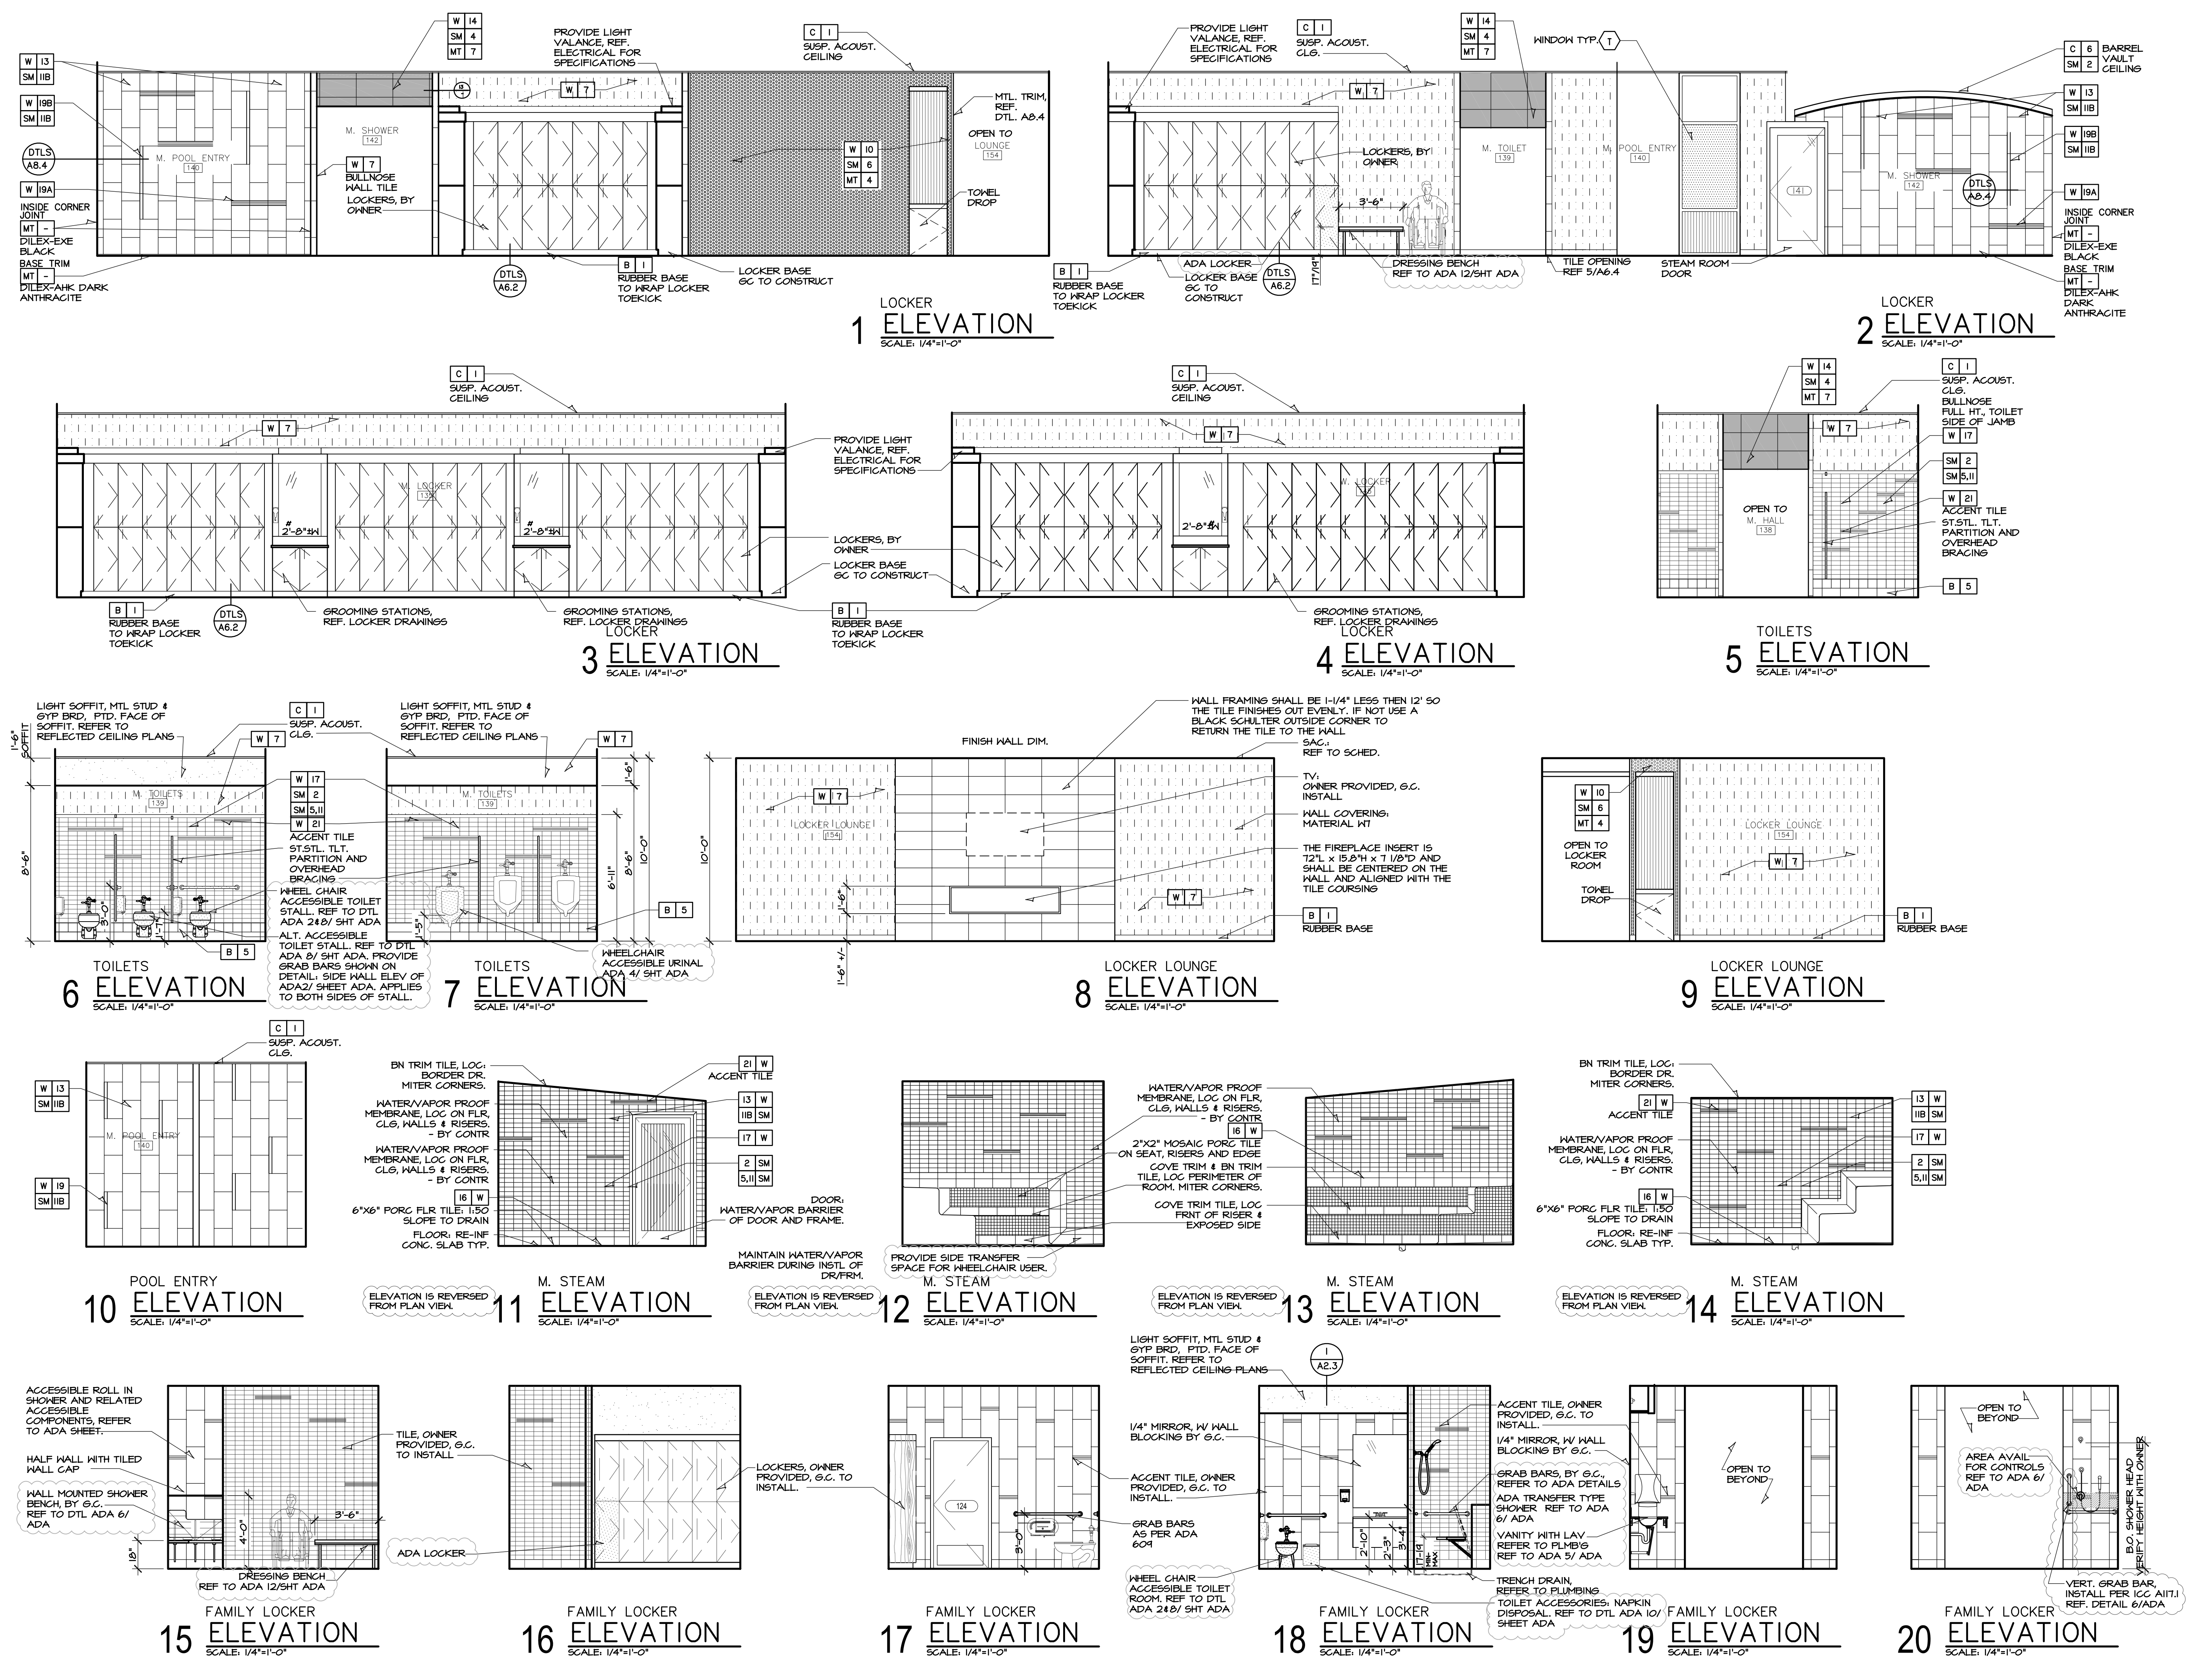 W 13
SM 11B
W 19B
SM 11B
DTLS
A8.4
W 19A
INSIDE CORNER
JOINT
MT -
DILEX-EXE
BLACK
BASE TRIM
MT -
DILEX-AHK DARK
ANTHRACITE
M. POOL ENTRY
140
W 14
SM 4
MT 7
M. SHOWER
142
W 7
BULLNOSE
WALL TILE
LOCKERS, BY
OWNER
PROVIDE LIGHT
VALANCE, REF.
ELECTRICAL FOR
SPECIFICATIONS
W 7
DTLS
A6.2
B 1
RUBBER BASE
TO WRAP LOCKER
TOEKICK
LOCKER BASE
GC TO CONSTRUCT
C 1
SUSP. ACOUST.
CEILING
W 10
SM 6
MT 4
MTL. TRIM,
REF.
DTL. A8.4
OPEN TO
LOUNGE
154
TOWEL
DROP
1
LOCKER
ELEVATION
SCALE: 1/4"=1'-0"
PROVIDE LIGHT
VALANCE, REF.
ELECTRICAL FOR
SPECIFICATIONS
C 1
SUSP. ACOUST.
CLG.
W 7
W 14
SM 4
MT 7
WINDOW TYP. T
C 6
SM 2
BARREL
VAULT
CEILING
W 13
SM 11B
W 19B
SM 11B
W 19A
INSIDE CORNER
JOINT
MT -
DILEX-EXE
BLACK
BASE TRIM
MT -
DILEX-AHK
DARK
ANTHRACITE
LOCKERS, BY
OWNER
3'-6"
M. TOILET
139
M. POOL ENTRY
140
141
M. SHOWER
142
DTLS
A8.4
B 1
RUBBER BASE
TO WRAP LOCKER
TOEKICK
ADA LOCKER
LOCKER BASE
GC TO
CONSTRUCT
DTLS
A6.2
17"/19"
DRESSING BENCH
REF TO ADA 12/SHT ADA
TILE OPENING
REF 5/A6.4
STEAM ROOM
DOOR
2
LOCKER
ELEVATION
SCALE: 1/4"=1'-0"
C 1
SUSP. ACOUST.
CEILING
W 7
M. LOCKER
2'-8"
2'-8"
PROVIDE LIGHT
VALANCE, REF.
ELECTRICAL FOR
SPECIFICATIONS
LOCKERS, BY
OWNER
LOCKER BASE
GC TO CONSTRUCT
B 1
RUBBER BASE
TO WRAP LOCKER
TOEKICK
DTLS
A6.2
GROOMING STATIONS,
REF. LOCKER DRAWINGS
GROOMING STATIONS,
REF. LOCKER DRAWINGS
B 1
RUBBER BASE
TO WRAP LOCKER
TOEKICK
3
LOCKER
ELEVATION
SCALE: 1/4"=1'-0"
C 1
SUSP. ACOUST.
CEILING
W 7
W. LOCKER
2'-8"
GROOMING STATIONS,
REF. LOCKER DRAWINGS
4
LOCKER
ELEVATION
SCALE: 1/4"=1'-0"
W 14
SM 4
MT 7
C 1
SUSP. ACOUST.
CLG.
BULLNOSE
FULL HT., TOILET
SIDE OF JAMB
W 7
W 17
SM 2
SM 5,11
W 21
ACCENT TILE
ST.STL. TLT.
PARTITION AND
OVERHEAD
BRACING
B 5
OPEN TO
M. HALL
138
5
TOILETS
ELEVATION
SCALE: 1/4"=1'-0"
LIGHT SOFFIT, MTL STUD &
GYP BRD, PTD. FACE OF
SOFFIT. REFER TO
REFLECTED CEILING PLANS
1'-6"
SOFFIT
8'-6"
C 1
SUSP. ACOUST.
CLG.
W 7
M. TOILETS
139
W 17
SM 2
SM 5,11
W 21
ACCENT TILE
ST.STL. TLT.
PARTITION AND
OVERHEAD
BRACING
WHEEL CHAIR
ACCESSIBLE TOILET
STALL. REF TO DTL
ADA 2&8/ SHT ADA
ALT. ACCESSIBLE
TOILET STALL. REF TO DTL
ADA 8/ SHT ADA. PROVIDE
GRAB BARS SHOWN ON
DETAIL: SIDE WALL ELEV OF
ADA2/ SHEET ADA. APPLIES
TO BOTH SIDES OF STALL.
3'-0"
1'-7"
B 5
6
TOILETS
ELEVATION
SCALE: 1/4"=1'-0"
LIGHT SOFFIT, MTL STUD &
GYP BRD, PTD. FACE OF
SOFFIT. REFER TO
REFLECTED CEILING PLANS
W 7
M. TOILETS
139
1'-6"
6'-11"
8'-6"
10'-0"
1'-5"
B 5
WHEELCHAIR
ACCESSIBLE URINAL
ADA 4/ SHT ADA
7
TOILETS
ELEVATION
SCALE: 1/4"=1'-0"
FINISH WALL DIM.
WALL FRAMING SHALL BE 1-1/4" LESS THEN 12' SO
THE TILE FINISHES OUT EVENLY. IF NOT USE A
BLACK SCHULTER OUTSIDE CORNER TO
RETURN THE TILE TO THE WALL
SAC.:
REF TO SCHED.
TV:
OWNER PROVIDED, G.C.
INSTALL
WALL COVERING:
MATERIAL W7
THE FIREPLACE INSERT IS
72"L x 15.8"H x 7 1/8"D AND
SHALL BE CENTERED ON THE
WALL AND ALIGNED WITH THE
TILE COURSING
B 1
RUBBER BASE
10'-0"
W 7
LOCKER LOUNGE
154
W 7
1'-6"
1'-6" +/-
8
LOCKER LOUNGE
ELEVATION
SCALE: 1/4"=1'-0"
W 10
SM 6
MT 4
OPEN TO
LOCKER
ROOM
TOWEL
DROP
LOCKER LOUNGE
154
W 7
B 1
RUBBER BASE
9
LOCKER LOUNGE
ELEVATION
SCALE: 1/4"=1'-0"
C 1
SUSP. ACOUST.
CLG.
W 13
SM 11B
M. POOL ENTRY
140
W 19
SM 11B
10
POOL ENTRY
ELEVATION
SCALE: 1/4"=1'-0"
BN TRIM TILE, LOC:
BORDER DR.
MITER CORNERS.
WATER/VAPOR PROOF
MEMBRANE, LOC ON FLR,
CLG, WALLS & RISERS.
- BY CONTR
WATER/VAPOR PROOF
MEMBRANE, LOC ON FLR,
CLG, WALLS & RISERS.
- BY CONTR
16 W
6"X6" PORC FLR TILE: 1:50
SLOPE TO DRAIN
FLOOR: RE-INF
CONC. SLAB TYP.
21 W
ACCENT TILE
13 W
11B SM
17 W
2 SM
5,11 SM
DOOR:
WATER/VAPOR BARRIER
OF DOOR AND FRAME.
MAINTAIN WATER/VAPOR
BARRIER DURING INSTL OF
DR/FRM.
ELEVATION IS REVERSED
FROM PLAN VIEW.
11
M. STEAM
ELEVATION
SCALE: 1/4"=1'-0"
WATER/VAPOR PROOF
MEMBRANE, LOC ON FLR,
CLG, WALLS & RISERS.
- BY CONTR
16 W
2"X2" MOSAIC PORC TILE
ON SEAT, RISERS AND EDGE
COVE TRIM & BN TRIM
TILE, LOC PERIMETER OF
ROOM. MITER CORNERS.
COVE TRIM TILE, LOC
FRNT OF RISER &
EXPOSED SIDE
PROVIDE SIDE TRANSFER
SPACE FOR WHEELCHAIR USER.
ELEVATION IS REVERSED
FROM PLAN VIEW.
12
M. STEAM
ELEVATION
SCALE: 1/4"=1'-0"
ELEVATION IS REVERSED
FROM PLAN VIEW.
13
M. STEAM
ELEVATION
SCALE: 1/4"=1'-0"
BN TRIM TILE, LOC:
BORDER DR.
MITER CORNERS.
21 W
ACCENT TILE
WATER/VAPOR PROOF
MEMBRANE, LOC ON FLR,
CLG, WALLS & RISERS.
- BY CONTR
16 W
6"X6" PORC FLR TILE: 1:50
SLOPE TO DRAIN
FLOOR: RE-INF
CONC. SLAB TYP.
13 W
11B SM
17 W
2 SM
5,11 SM
ELEVATION IS REVERSED
FROM PLAN VIEW.
14
M. STEAM
ELEVATION
SCALE: 1/4"=1'-0"
ACCESSIBLE ROLL IN
SHOWER AND RELATED
ACCESSIBLE
COMPONENTS, REFER
TO ADA SHEET.
HALF WALL WITH TILED
WALL CAP
WALL MOUNTED SHOWER
BENCH, BY G.C.
REF TO DTL ADA 6/
ADA
18"
4'-0"
3'-6"
DRESSING BENCH
REF TO ADA 12/SHT ADA
TILE, OWNER
PROVIDED, G.C.
TO INSTALL
15
FAMILY LOCKER
ELEVATION
SCALE: 1/4"=1'-0"
ADA LOCKER
LOCKERS, OWNER
PROVIDED, G.C. TO
INSTALL.
16
FAMILY LOCKER
ELEVATION
SCALE: 1/4"=1'-0"
124
3'-0"
ACCENT TILE, OWNER
PROVIDED, G.C. TO
INSTALL.
GRAB BARS
AS PER ADA
609
17
FAMILY LOCKER
ELEVATION
SCALE: 1/4"=1'-0"
LIGHT SOFFIT, MTL STUD &
GYP BRD, PTD. FACE OF
SOFFIT. REFER TO
REFLECTED CEILING PLANS
1
A2.3
1/4" MIRROR, W/ WALL
BLOCKING BY G.C.
WHEEL CHAIR
ACCESSIBLE TOILET
ROOM. REF TO DTL
ADA 2&8/ SHT ADA
2'-10"
2'-3"
3'-4"
17-19
MIN-
MAX
ACCENT TILE, OWNER
PROVIDED, G.C. TO
INSTALL.
1/4" MIRROR, W/ WALL
BLOCKING BY G.C.
GRAB BARS, BY G.C.,
REFER TO ADA DETAILS
ADA TRANSFER TYPE
SHOWER REF TO ADA
6/ ADA
VANITY WITH LAV
REFER TO PLMB'G
REF TO ADA 5/ ADA
TRENCH DRAIN,
REFER TO PLUMBING
TOILET ACCESSORIES: NAPKIN
DISPOSAL. REF TO DTL ADA 10/
SHEET ADA
18
FAMILY LOCKER
ELEVATION
SCALE: 1/4"=1'-0"
OPEN TO
BEYOND
19
FAMILY LOCKER
ELEVATION
SCALE: 1/4"=1'-0"
OPEN TO
BEYOND
AREA AVAIL
FOR CONTROLS
REF TO ADA 6/
ADA
B.O. SHOWER HEAD
VERIFY HEIGHT WITH OWNER
VERT. GRAB BAR,
INSTALL PER ICC A117.1
REF. DETAIL 6/ADA
20
FAMILY LOCKER
ELEVATION
SCALE: 1/4"=1'-0"